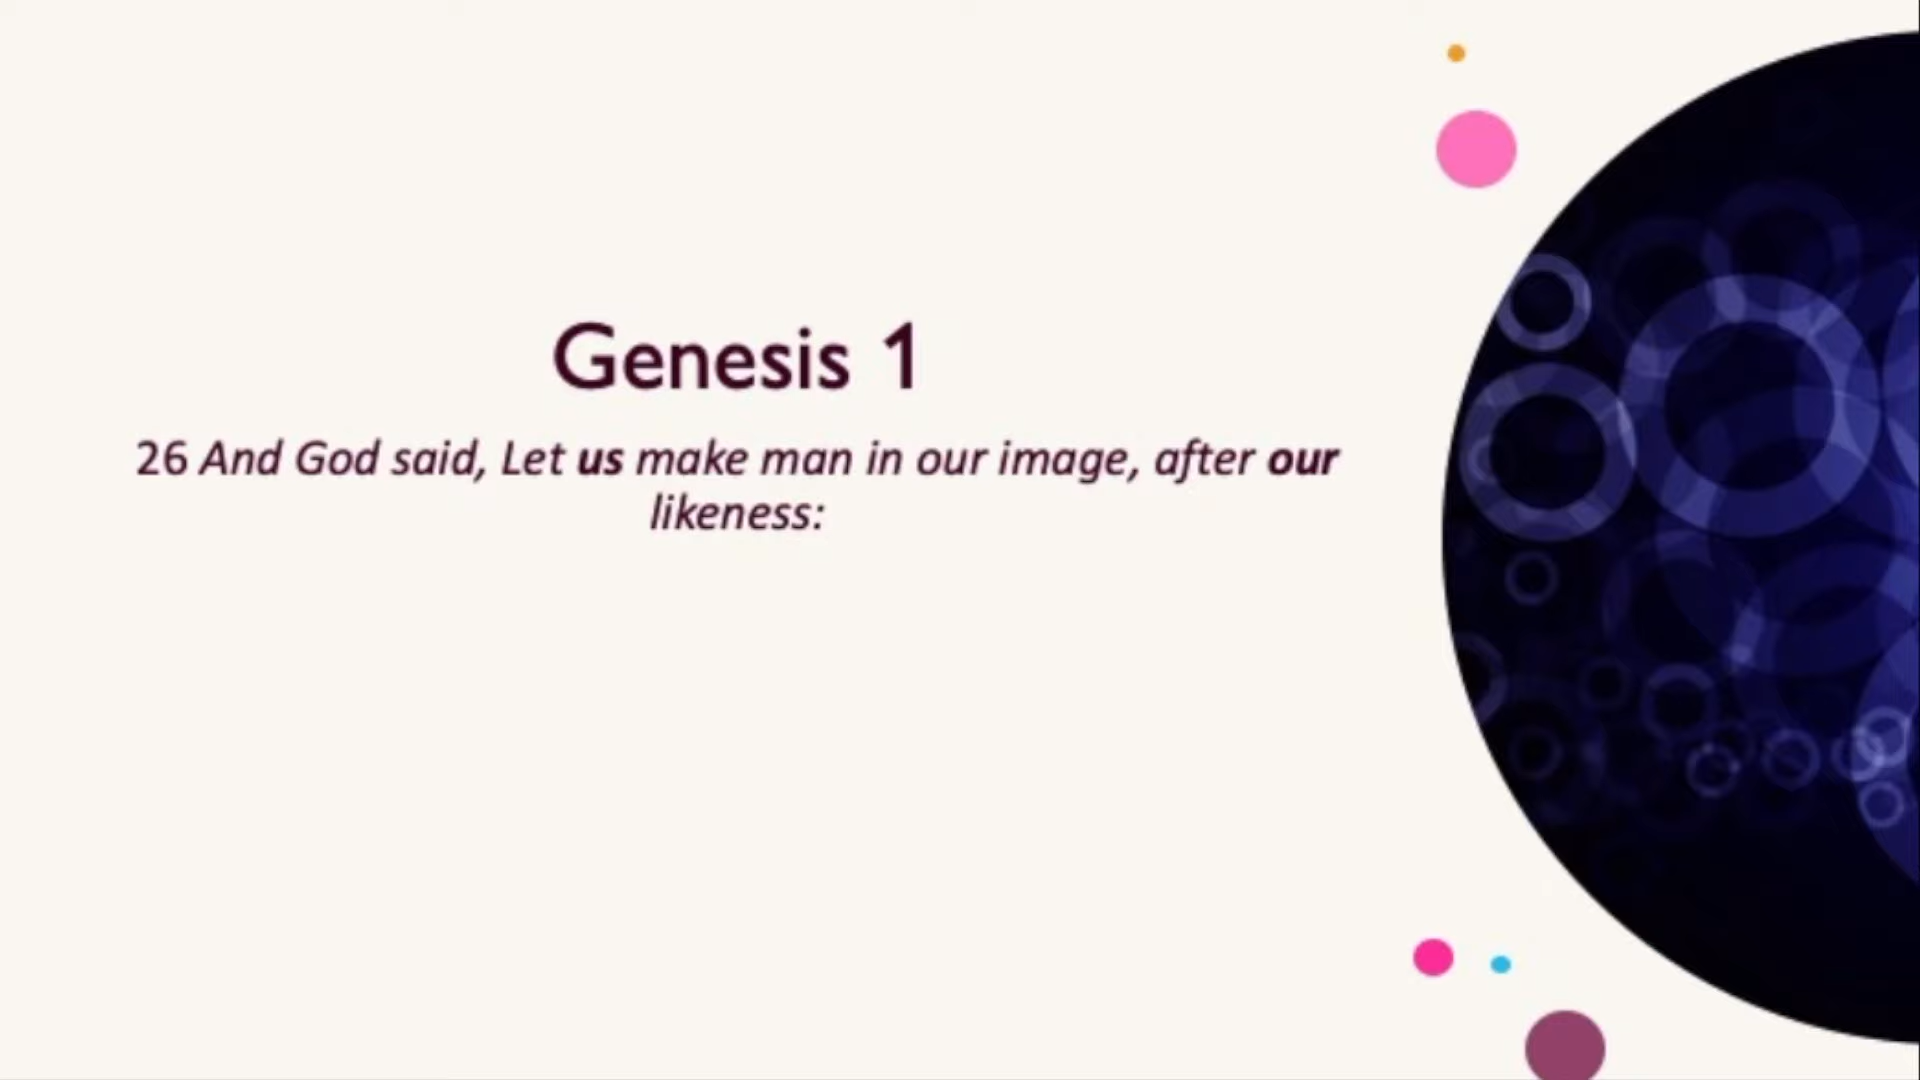 Genesis 1
26 And God said, Let us make man in our image, after our
likeness: